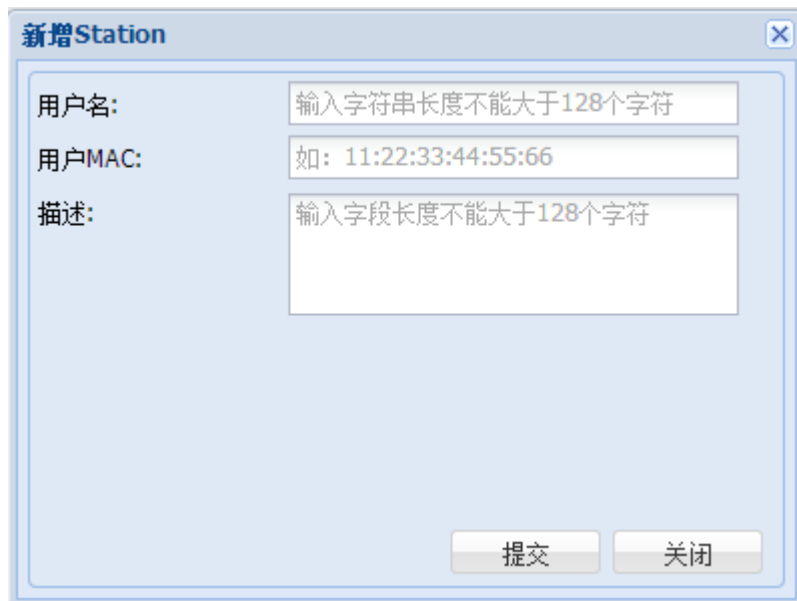 新增Station
用户名: 输入字符串长度不能大于128个字符
用户MAC: 如：11:22:33:44:55:66
描述: 输入字段长度不能大于128个字符
提交 关闭